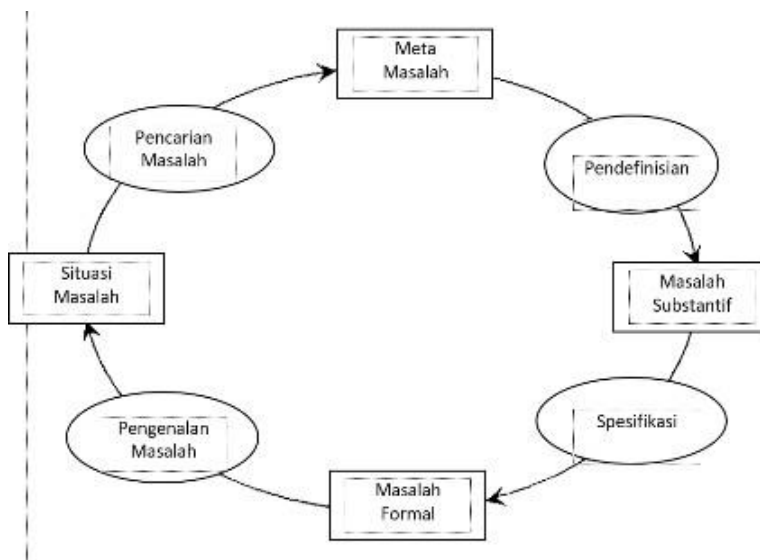 Meta
Masalah
Pencarian
Masalah
Pendefinisian
Situasi
Masalah
Masalah
Substantif
Pengenalan
Masalah
Spesifikasi
Masalah
Formal